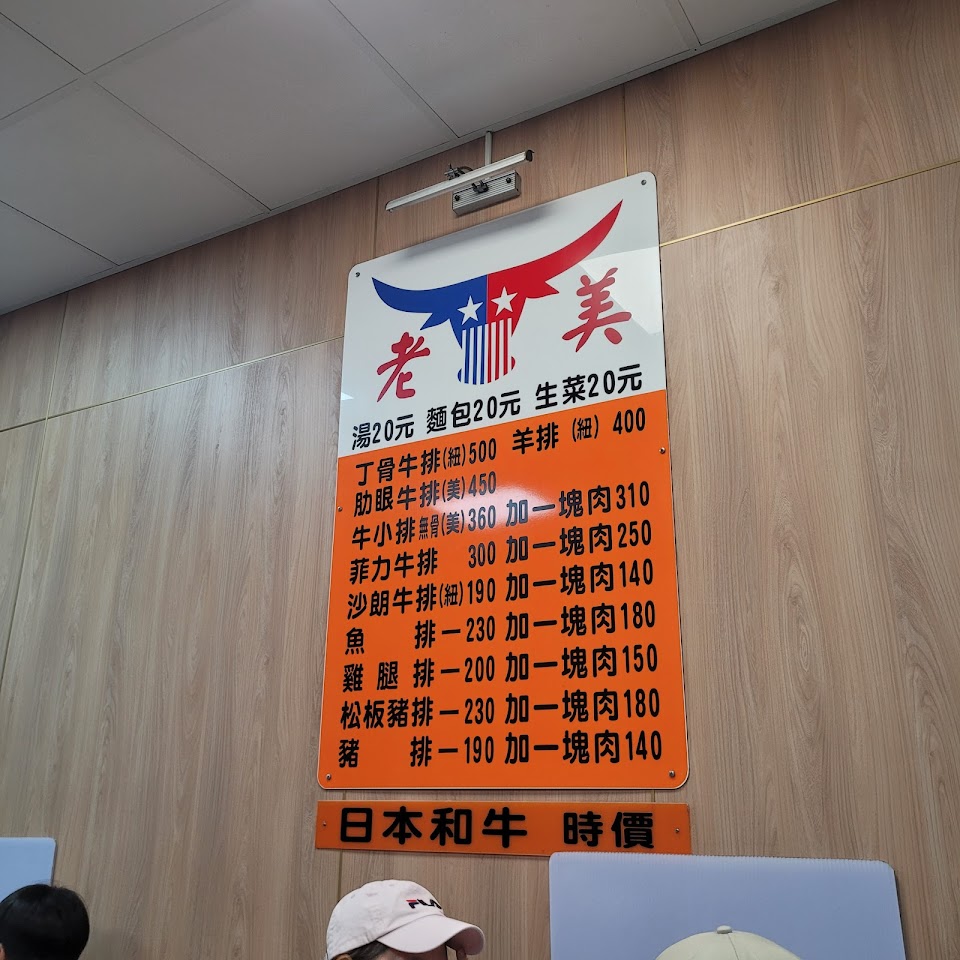 老 美
湯20元 麵包20元 生菜20元
丁骨牛排(紐)500 羊排(紐) 400
肋眼牛排(美)450
牛小排無骨(美)360 加一塊肉310
菲力牛排 300 加一塊肉250
沙朗牛排(紐)190 加一塊肉140
魚 排一230 加一塊肉180
雞腿 排一200 加一塊肉150
松板豬排一230 加一塊肉180
豬 排一190 加一塊肉140
日本和牛 時價